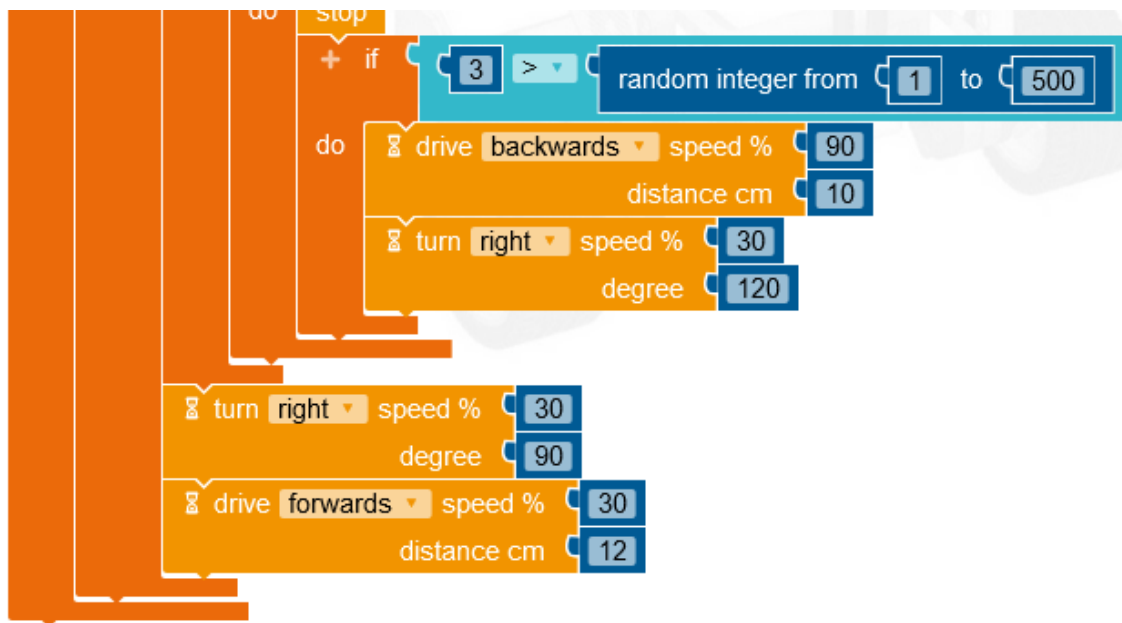 do stop
+ if 3 > random integer from 1 to 500
do drive backwards speed % 90
distance cm 10
turn right speed % 30
degree 120
turn right speed % 30
degree 90
drive forwards speed % 30
distance cm 12